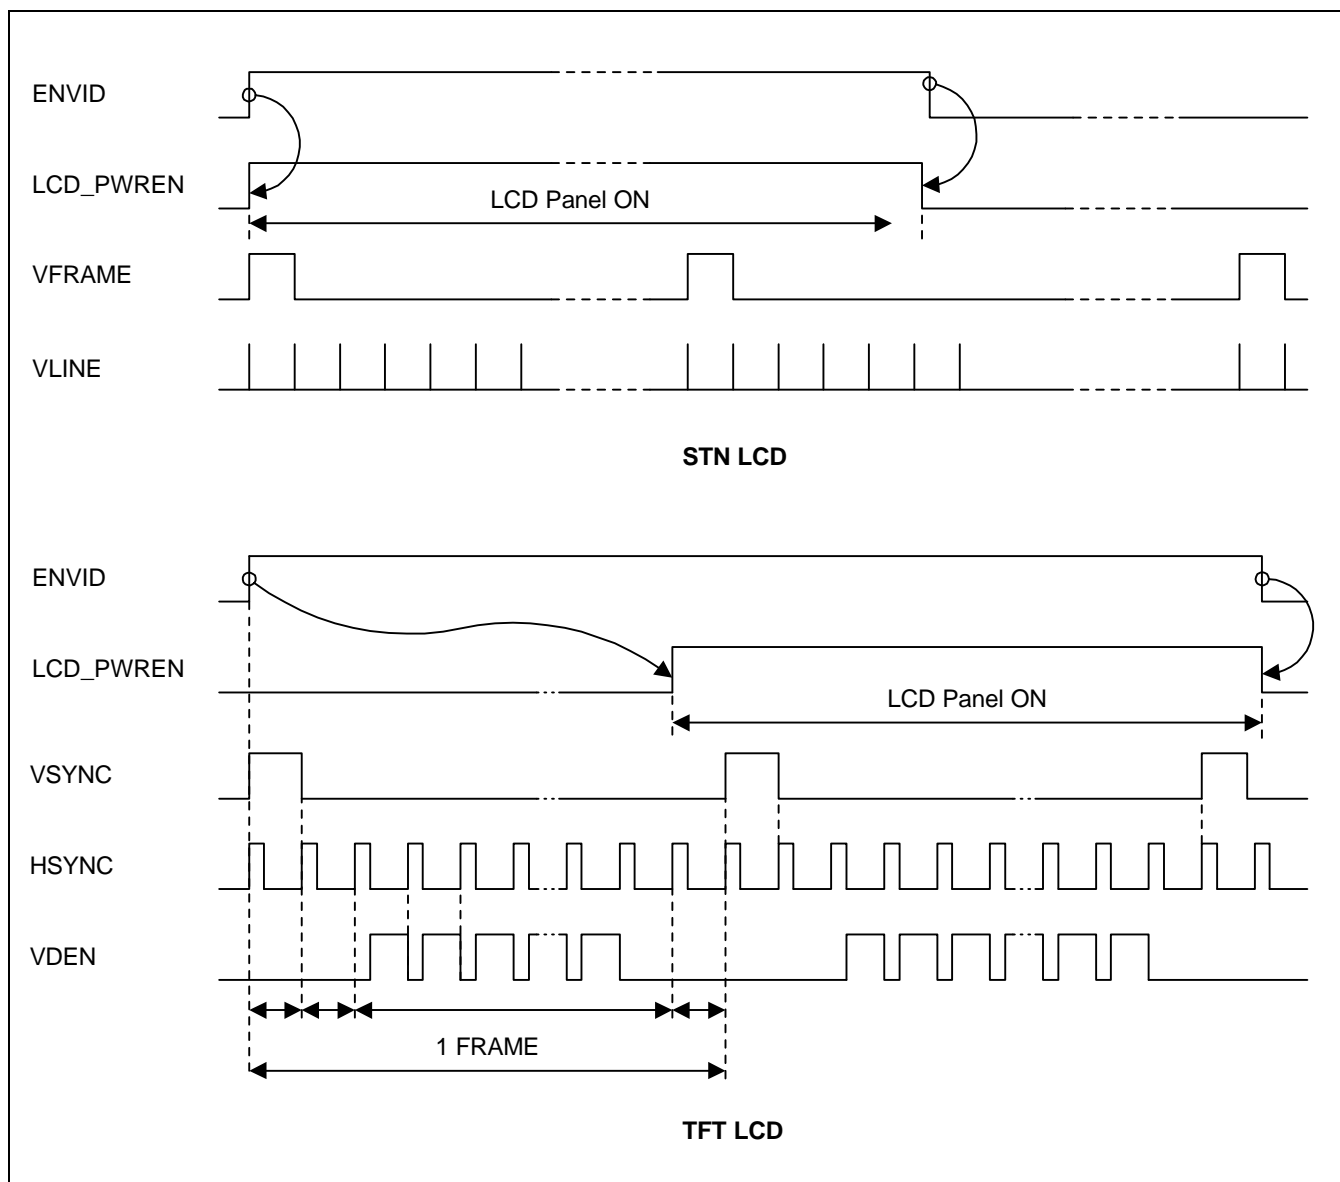 ENVID
LCD_PWREN
LCD Panel ON
VFRAME
VLINE
STN LCD
ENVID
LCD_PWREN
LCD Panel ON
VSYNC
HSYNC
VDEN
1 FRAME
TFT LCD